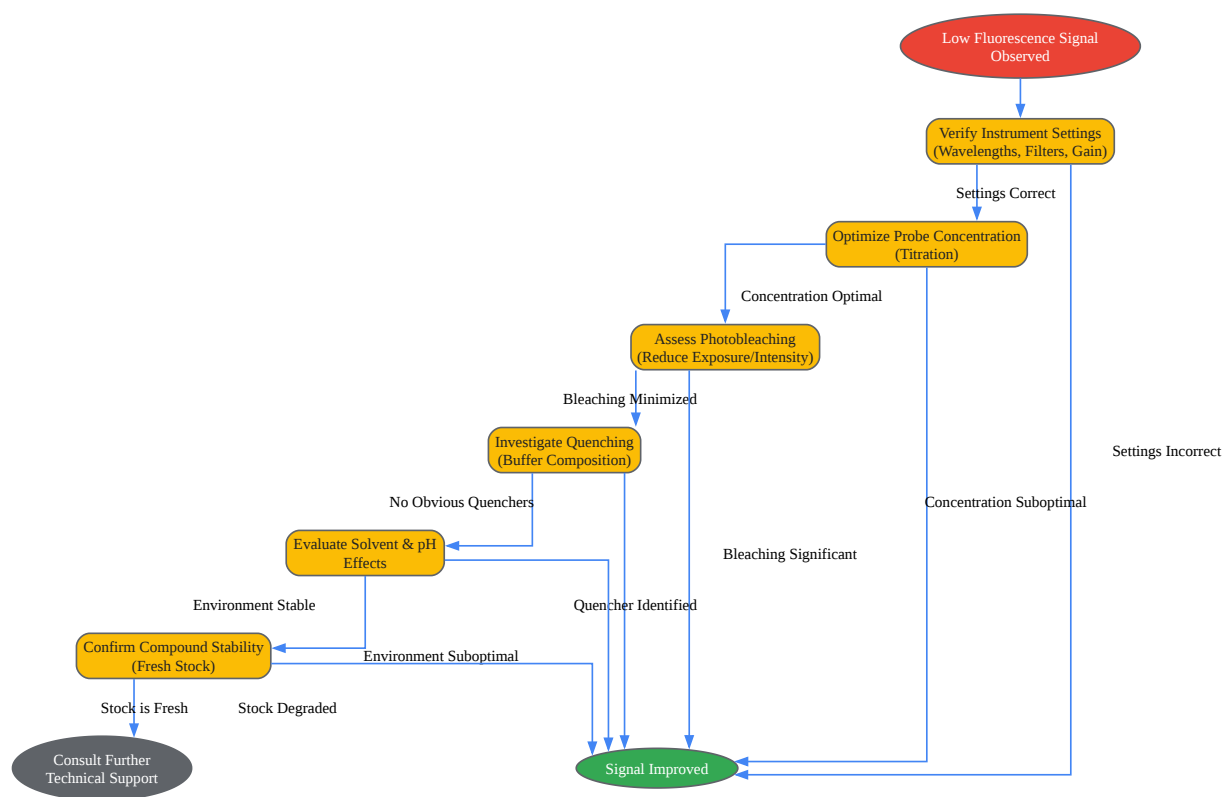 Low Fluorescence Signal
Observed
Verify Instrument Settings
(Wavelengths, Filters, Gain)
Settings Correct
Optimize Probe Concentration
(Titration)
Concentration Optimal
Assess Photobleaching
(Reduce Exposure/Intensity)
Bleaching Minimized
Investigate Quenching
(Buffer Composition)
Settings Incorrect
No Obvious Quenchers
Concentration Suboptimal
Evaluate Solvent & pH
Effects
Bleaching Significant
Environment Stable
Quencher Identified
Confirm Compound Stability
(Fresh Stock)
Environment Suboptimal
Stock is Fresh
Stock Degraded
Consult Further
Technical Support
Signal Improved